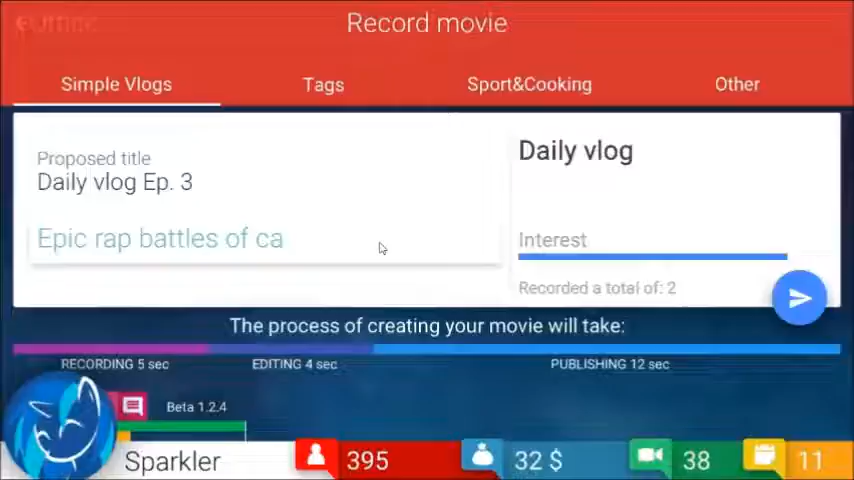 Record movie
Simple Vlogs
Tags
Sport&Cooking
Other
Proposed title
Daily vlog Ep. 3
Epic rap battles of ca
Daily vlog
Interest
Recorded a total of: 2
The process of creating your movie will take:
RECORDING 5 sec
EDITING 4 sec
PUBLISHING 12 sec
Beta 1.2.4
Sparkler
395
32 $
38
11